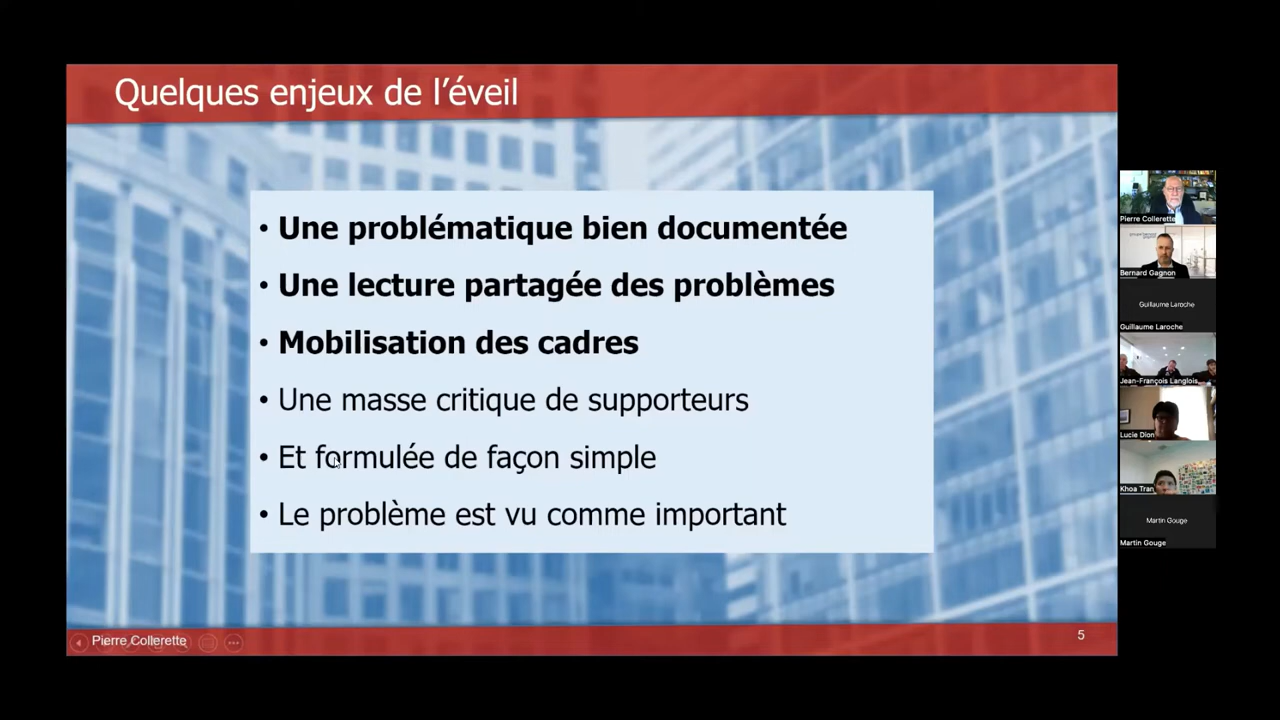 Quelques enjeux de l’éveil
• Une problématique bien documentée
• Une lecture partagée des problèmes
• Mobilisation des cadres
• Une masse critique de supporteurs
• Et formulée de façon simple
• Le problème est vu comme important
Pierre Collerette
5
Pierre Collerette
Bernard Gagnon
Guillaume Laroche
Guillaume Laroche
Jean-François Langlois
Lucie Dion
Khoa Tran
Martin Gouge
Martin Gouge